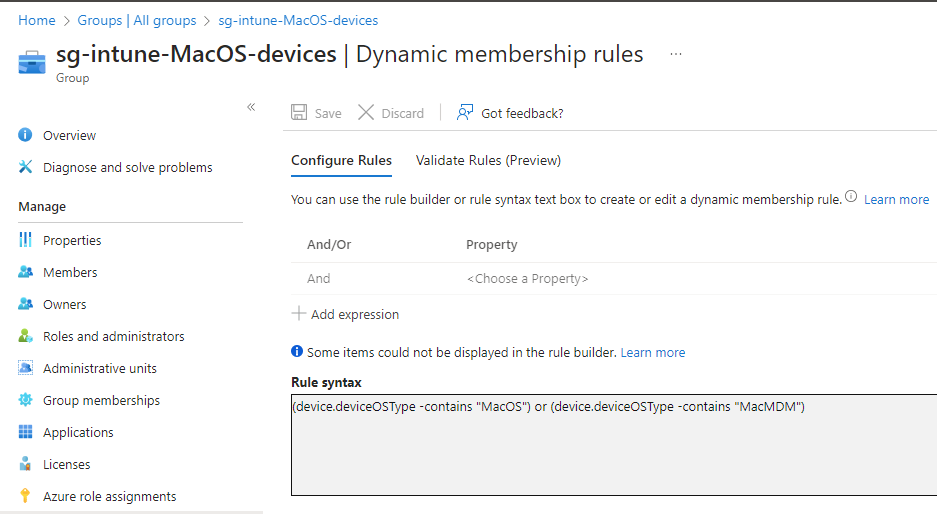 Home > Groups | All groups > sg-intune-MacOS-devices
sg-intune-MacOS-devices | Dynamic membership rules ...
Group
«
Save Discard Got feedback?
Overview
Diagnose and solve problems
Configure Rules Validate Rules (Preview)
You can use the rule builder or rule syntax text box to create or edit a dynamic membership rule. Learn more
Manage
Properties
Members
Owners
Roles and administrators
Administrative units
Group memberships
Applications
Licenses
Azure role assignments
And/Or Property
And <Choose a Property>
Add expression
Some items could not be displayed in the rule builder. Learn more
Rule syntax
(device.deviceOSType -contains "MacOS") or (device.deviceOSType -contains "MacMDM")